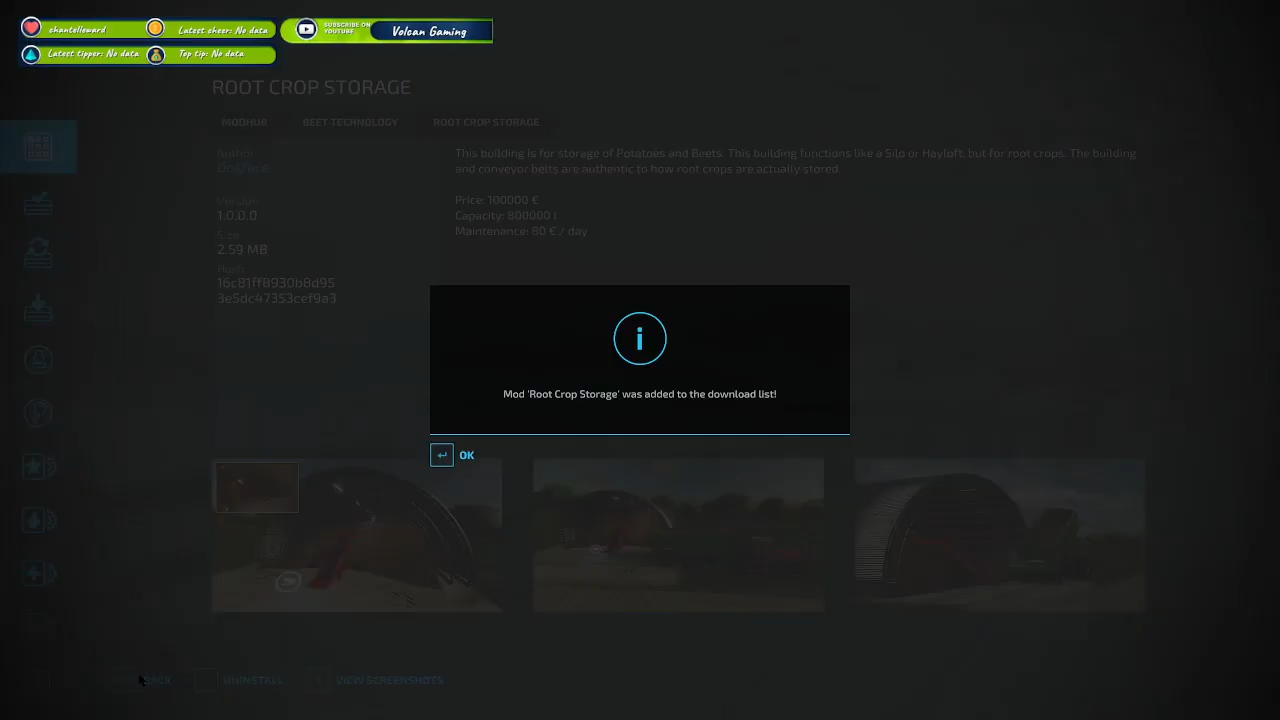 chantelleward
Latest cheer: No data
SUBSCRIBE ON
YOUTUBE
Volcan Gaming
Latest tipper: No data
Top tip: No data
ROOT CROP STORAGE
MODHUB
BEET TECHNOLOGY
ROOT CROP STORAGE
Author
Dogface
This building is for storage of Potatoes and Beets. This building functions like a Silo or Hayloft, but for root crops. The building
and conveyor belts are authentic to how root crops are actually stored.
Version
1.0.0.0
Price: 100000 €
Capacity: 800000 l
Maintenance: 80 € / day
Size
2.59 MB
Hash
16c81ff8930b8d95
3e5dc47353cef9a3
i
Mod 'Root Crop Storage' was added to the download list!
OK
BACK
UNINSTALL
VIEW SCREENSHOTS